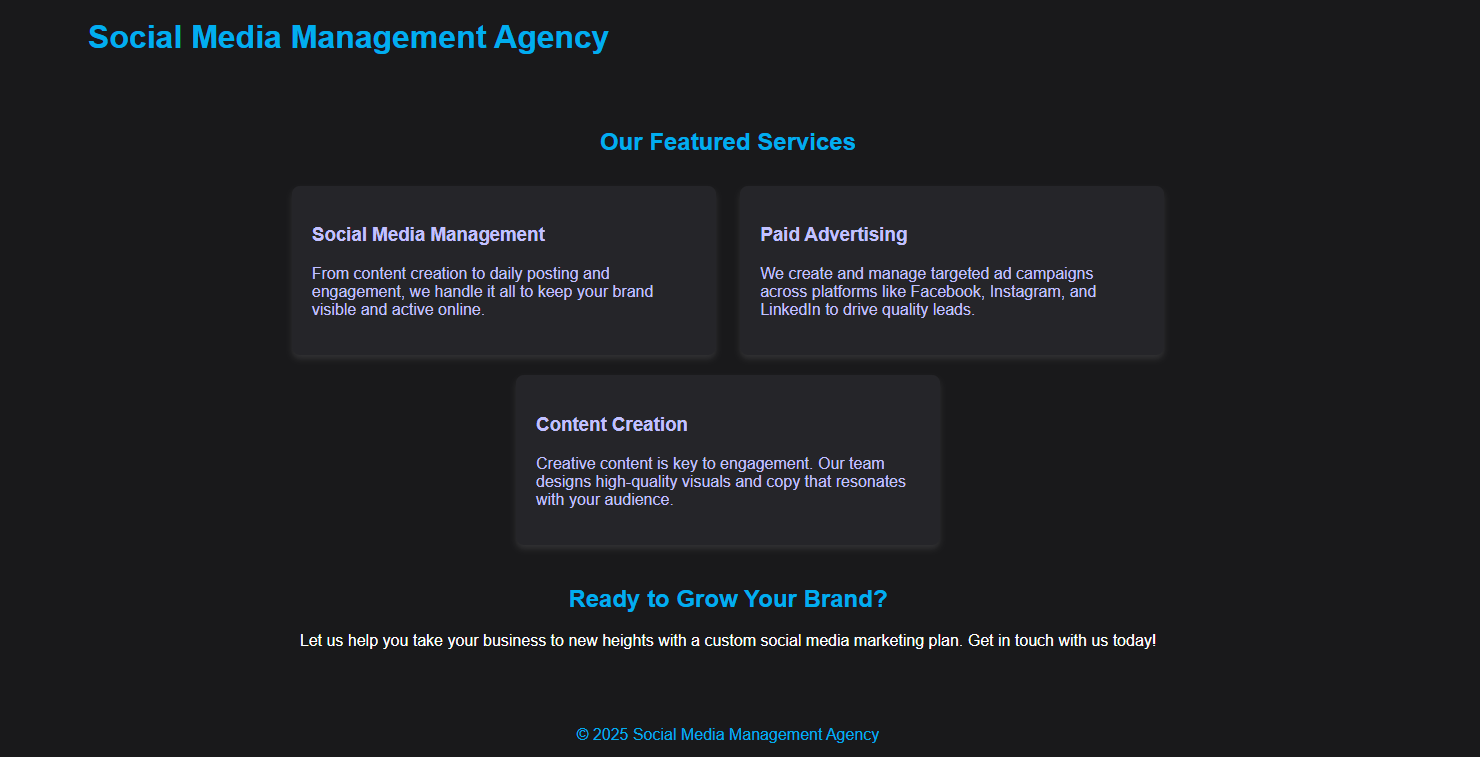 Social Media Management Agency
Our Featured Services
Social Media Management
From content creation to daily posting and
engagement, we handle it all to keep your brand
visible and active online.
Paid Advertising
We create and manage targeted ad campaigns
across platforms like Facebook, Instagram, and
LinkedIn to drive quality leads.
Content Creation
Creative content is key to engagement. Our team
designs high-quality visuals and copy that resonates
with your audience.
Ready to Grow Your Brand?
Let us help you take your business to new heights with a custom social media marketing plan. Get in touch with us today!
© 2025 Social Media Management Agency